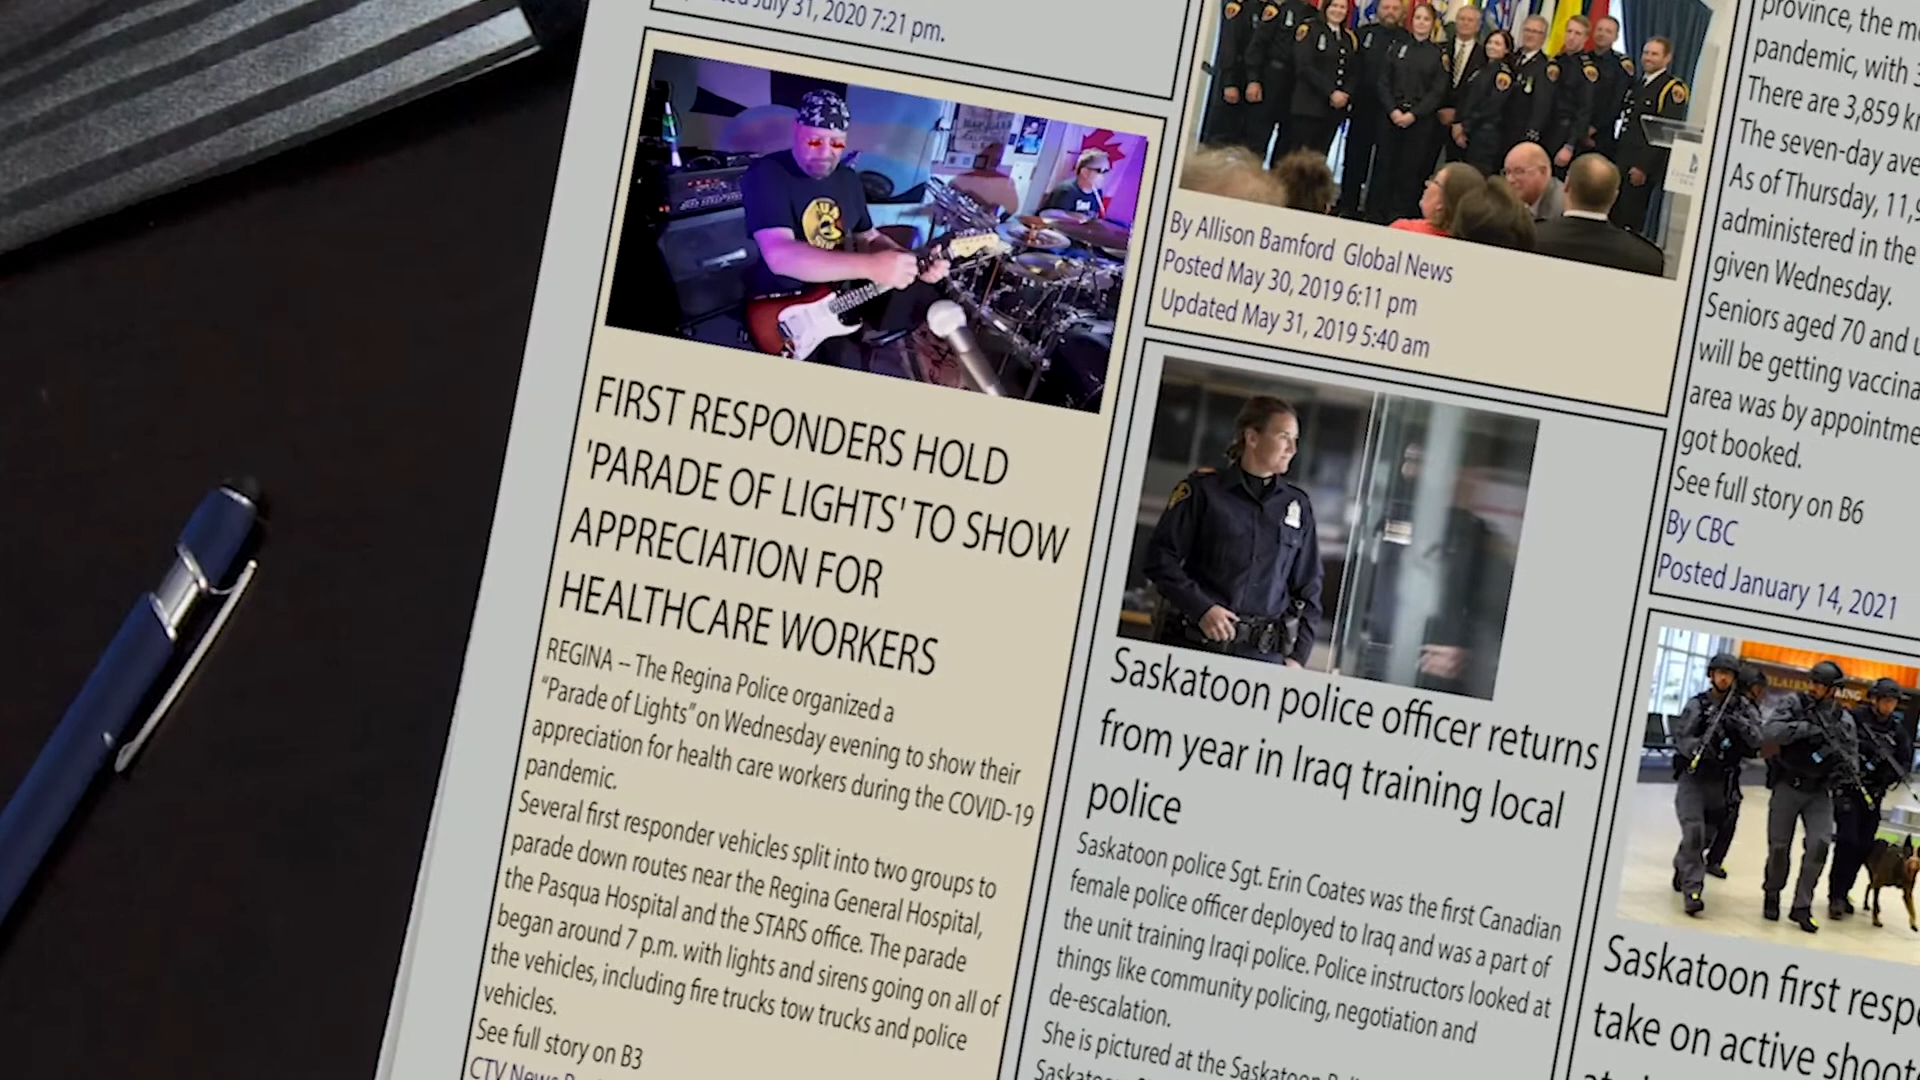 July 31, 2020 7:21 pm.
FIRST RESPONDERS HOLD
'PARADE OF LIGHTS' TO SHOW
APPRECIATION FOR
HEALTHCARE WORKERS
REGINA -- The Regina Police organized a
“Parade of Lights” on Wednesday evening to show their
appreciation for health care workers during the COVID-19
pandemic.
Several first responder vehicles split into two groups to
parade down routes near the Regina General Hospital,
the Pasqua Hospital and the STARS office. The parade
began around 7 p.m. with lights and sirens going on all of
the vehicles, including fire trucks tow trucks and police
vehicles.
See full story on B3
CTV News
By Allison Bamford Global News
Posted May 30, 2019 6:11 pm
Updated May 31, 2019 5:40 am
Saskatoon police officer returns
from year in Iraq training local
police
Saskatoon police Sgt. Erin Coates was the first Canadian
female police officer deployed to Iraq and was a part of
the unit training Iraqi police. Police instructors looked at
things like community policing, negotiation and
de-escalation.
She is pictured at the Saskatoon
province, the
pandemic, with
There are 3,859
The seven-day
As of Thursday,
administered in the
given Wednesday.
Seniors aged 70 and
will be getting
area was by
got booked.
See full story on B6
By CBC
Posted January 14, 2021
Saskatoon first
take on active